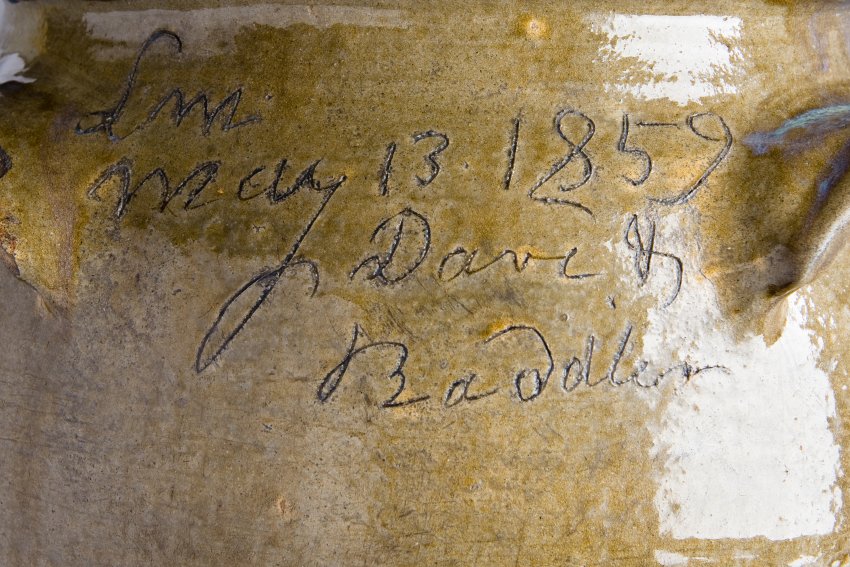 Lm.
may 13. 1859
Dave &
Baddler